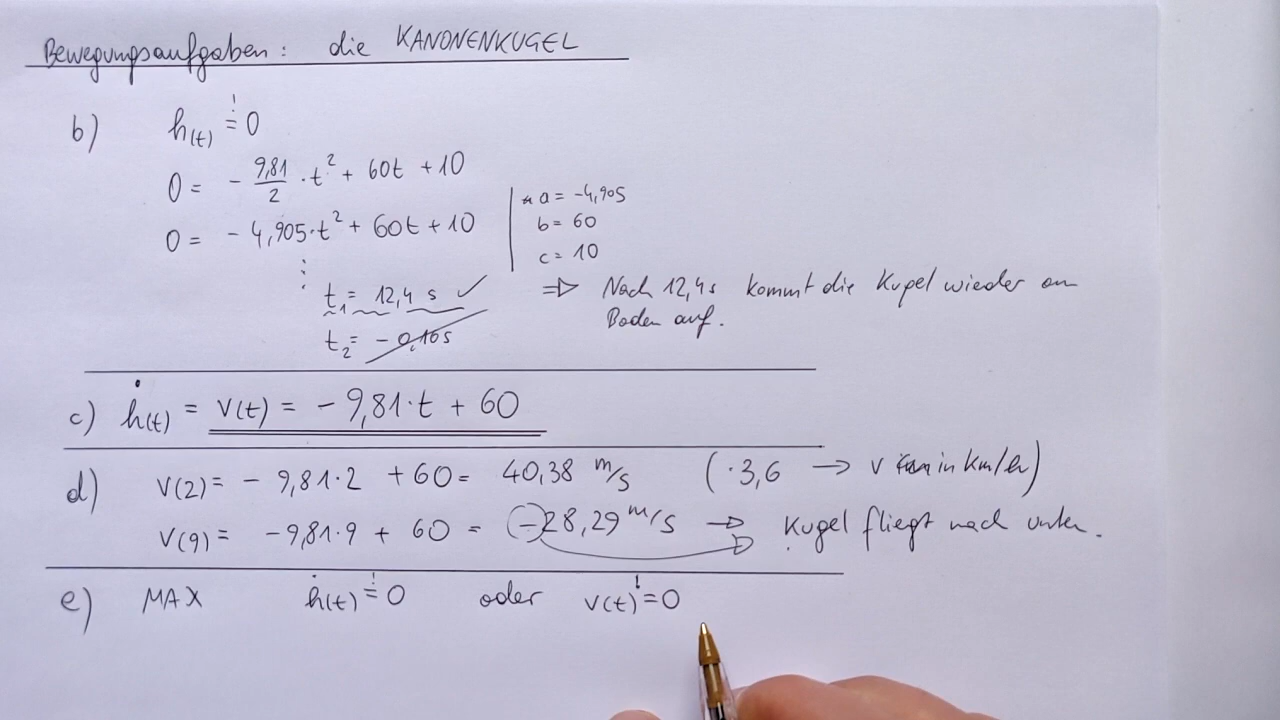 Bewegungsaufgaben: die KANONENKUGEL
b) h(t) != 0
0 = - 9,81/2 · t² + 60t + 10
0 = - 4,905·t² + 60t + 10
a = -4,905
b = 60
c = 10
⋮
t₁ = 12,4 s ✓ ⇒ Nach 12,4s kommt die Kugel wieder am
Boden auf.
t₂ = - 0,16s
c) ḣ(t) = v(t) = - 9,81·t + 60
d) v(2) = - 9,81·2 + 60 = 40,38 m/s (·3,6 → v in km/h)
v(9) = -9,81·9 + 60 = -28,29 m/s → Kugel fliegt nach unten.
e) MAX ḣ(t) != 0 oder v(t) != 0